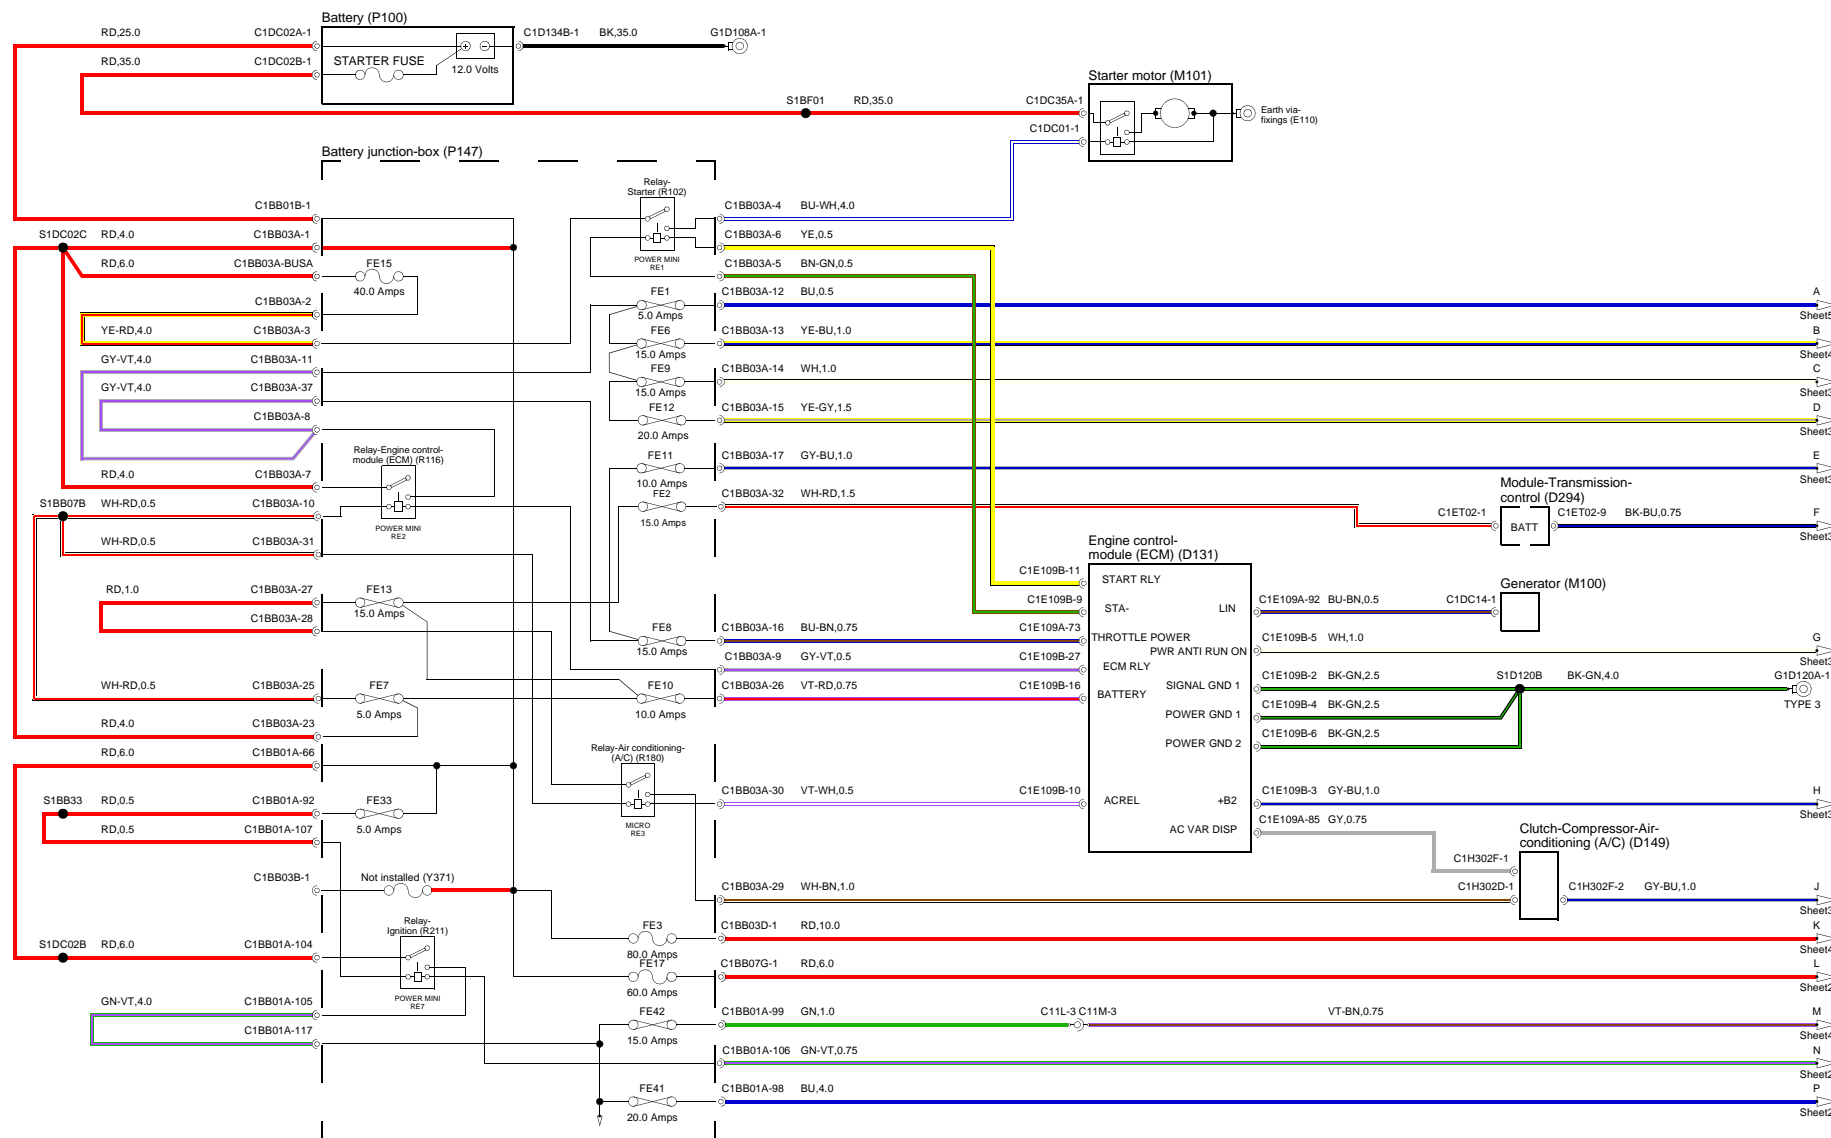 Battery (P100)
RD,25.0 C1DC02A-1 C1D134B-1 BK,35.0 G1D108A-1
RD,35.0 C1DC02B-1 STARTER FUSE 12.0 Volts
Starter motor (M101)
S1BF01 RD,35.0 C1DC35A-1
Earth via-
fixings (E110)
C1DC01-1
Battery junction-box (P147)
Relay-
Starter (R102)
C1BB01B-1 C1BB03A-4 BU-WH,4.0
S1DC02C RD,4.0 C1BB03A-1 C1BB03A-6 YE,0.5
POWER MINI
RE1
RD,6.0 C1BB03A-BUSA FE15 C1BB03A-5 BN-GN,0.5
40.0 Amps
C1BB03A-2 FE1 C1BB03A-12 BU,0.5 A
5.0 Amps Sheet5
YE-RD,4.0 C1BB03A-3 FE6 C1BB03A-13 YE-BU,1.0 B
15.0 Amps Sheet4
GY-VT,4.0 C1BB03A-11 FE9 C1BB03A-14 WH,1.0 C
15.0 Amps Sheet3
GY-VT,4.0 C1BB03A-37 FE12 C1BB03A-15 YE-GY,1.5 D
C1BB03A-8 20.0 Amps Sheet3
Relay-Engine control-
module (ECM) (R116)
FE11 C1BB03A-17 GY-BU,1.0 E
10.0 Amps Sheet3
RD,4.0 C1BB03A-7
Module-Transmission-
control (D294)
FE2 C1BB03A-32 WH-RD,1.5
15.0 Amps
S1BB07B WH-RD,0.5 C1BB03A-10 C1ET02-1 BATT C1ET02-9 BK-BU,0.75 F
Sheet3
POWER MINI
RE2
WH-RD,0.5 C1BB03A-31
Engine control-
module (ECM) (D131)
C1E109B-11 START RLY
Generator (M100)
RD,1.0 C1BB03A-27 FE13
15.0 Amps
C1E109B-9 STA- LIN C1E109A-92 BU-BN,0.5 C1DC14-1
C1BB03A-28 FE8 C1BB03A-16 BU-BN,0.75 C1E109A-73 THROTTLE POWER C1E109B-5 WH,1.0 G
15.0 Amps PWR ANTI RUN ON Sheet3
C1BB03A-9 GY-VT,0.5 C1E109B-27 ECM RLY
WH-RD,0.5 C1BB03A-25 FE7 FE10 C1BB03A-26 VT-RD,0.75 C1E109B-16 BATTERY SIGNAL GND 1 C1E109B-2 BK-GN,2.5 S1D120B BK-GN,4.0 G1D120A-1
5.0 Amps 10.0 Amps TYPE 3
POWER GND 1 C1E109B-4 BK-GN,2.5
RD,4.0 C1BB03A-23
POWER GND 2 C1E109B-6 BK-GN,2.5
RD,6.0 C1BB01A-66
Relay-Air conditioning-
(A/C) (R180)
S1BB33 RD,0.5 C1BB01A-92 FE33 C1BB03A-30 VT-WH,0.5 C1E109B-10 ACREL +B2 C1E109B-3 GY-BU,1.0 H
5.0 Amps Sheet3
RD,0.5 C1BB01A-107
MICRO
RE3
AC VAR DISP C1E109A-85 GY,0.75
Clutch-Compressor-Air-
conditioning (A/C) (D149)
C1H302F-1
C1BB03B-1 Not installed (Y371) C1BB03A-29 WH-BN,1.0 C1H302D-1 C1H302F-2 GY-BU,1.0 J
Sheet3
Relay-
Ignition (R211)
FE3 C1BB03D-1 RD,10.0 K
80.0 Amps Sheet4
S1DC02B RD,6.0 C1BB01A-104
FE17 C1BB07G-1 RD,6.0 L
60.0 Amps Sheet2
POWER MINI
RE7
GN-VT,4.0 C1BB01A-105 FE42 C1BB01A-99 GN,1.0 C11L-3 C11M-3 VT-BN,0.75 M
15.0 Amps Sheet4
C1BB01A-117
C1BB01A-106 GN-VT,0.75 N
Sheet2
FE41 C1BB01A-98 BU,4.0 P
20.0 Amps Sheet2